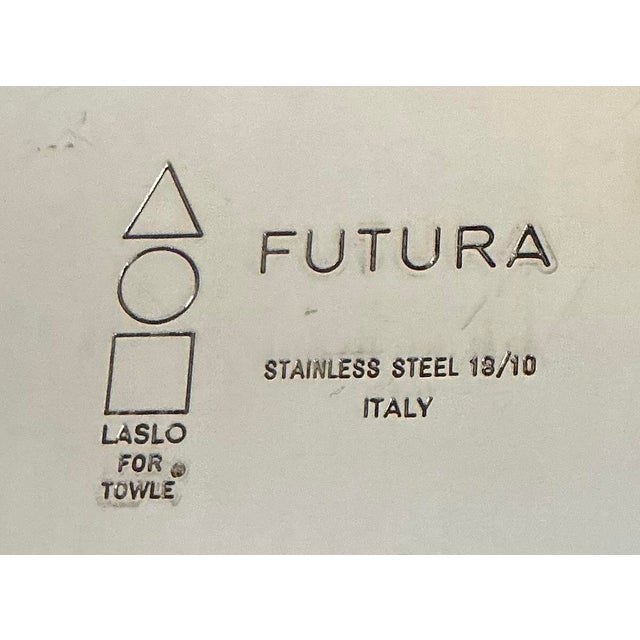 FUTURA
STAINLESS STEEL 18/10
ITALY
LASLO
FOR
TOWLE